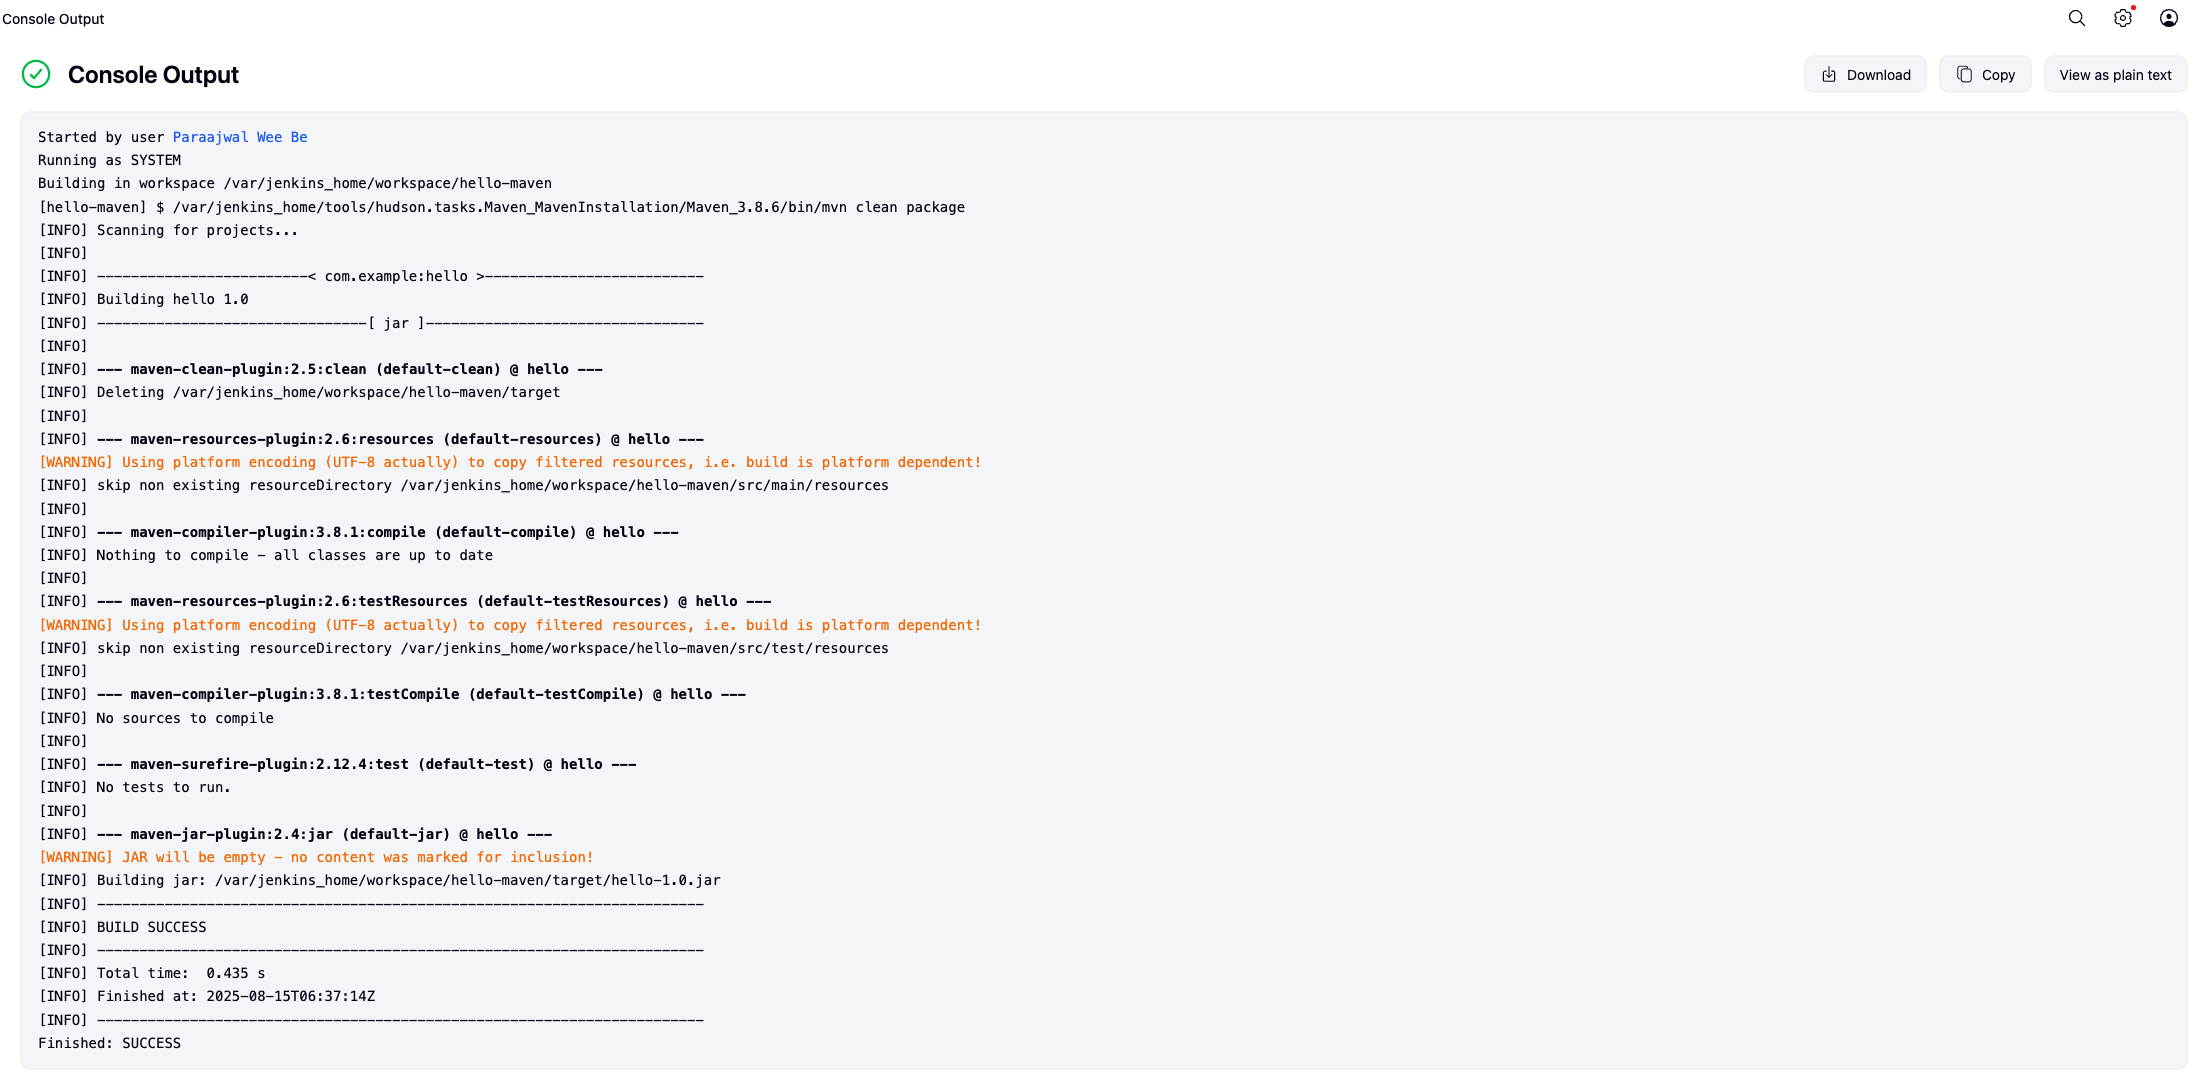 Console Output
Console Output
Download
Copy
View as plain text
Started by user Paraajwal Wee Be
Running as SYSTEM
Building in workspace /var/jenkins_home/workspace/hello-maven
[hello-maven] $ /var/jenkins_home/tools/hudson.tasks.Maven_MavenInstallation/Maven_3.8.6/bin/mvn clean package
[INFO] Scanning for projects...
[INFO]
[INFO] -------------------------< com.example:hello >--------------------------
[INFO] Building hello 1.0
[INFO] --------------------------------[ jar ]---------------------------------
[INFO]
[INFO] --- maven-clean-plugin:2.5:clean (default-clean) @ hello ---
[INFO] Deleting /var/jenkins_home/workspace/hello-maven/target
[INFO]
[INFO] --- maven-resources-plugin:2.6:resources (default-resources) @ hello ---
[WARNING] Using platform encoding (UTF-8 actually) to copy filtered resources, i.e. build is platform dependent!
[INFO] skip non existing resourceDirectory /var/jenkins_home/workspace/hello-maven/src/main/resources
[INFO]
[INFO] --- maven-compiler-plugin:3.8.1:compile (default-compile) @ hello ---
[INFO] Nothing to compile - all classes are up to date
[INFO]
[INFO] --- maven-resources-plugin:2.6:testResources (default-testResources) @ hello ---
[WARNING] Using platform encoding (UTF-8 actually) to copy filtered resources, i.e. build is platform dependent!
[INFO] skip non existing resourceDirectory /var/jenkins_home/workspace/hello-maven/src/test/resources
[INFO]
[INFO] --- maven-compiler-plugin:3.8.1:testCompile (default-testCompile) @ hello ---
[INFO] No sources to compile
[INFO]
[INFO] --- maven-surefire-plugin:2.12.4:test (default-test) @ hello ---
[INFO] No tests to run.
[INFO]
[INFO] --- maven-jar-plugin:2.4:jar (default-jar) @ hello ---
[WARNING] JAR will be empty - no content was marked for inclusion!
[INFO] Building jar: /var/jenkins_home/workspace/hello-maven/target/hello-1.0.jar
[INFO] ------------------------------------------------------------------------
[INFO] BUILD SUCCESS
[INFO] ------------------------------------------------------------------------
[INFO] Total time:  0.435 s
[INFO] Finished at: 2025-08-15T06:37:14Z
[INFO] ------------------------------------------------------------------------
Finished: SUCCESS